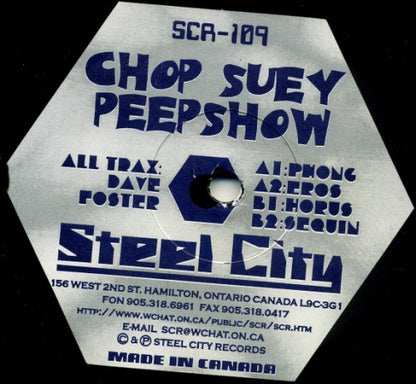 SCR-109
CHOP SUEY
PEEPSHOW
ALL TRAX:
DAVE
FOSTER
A1:PHONG
A2:EROS
B1:HORUS
B2:SEQUIN
Steel City
156 WEST 2ND ST. HAMILTON, ONTARIO CANADA L9C-3G1
FON 905.318.6961 FAX 905.318.0417
HTTP://WWW.WCHAT.ON.CA/PUBLIC/SCR/SCR.HTM
E-MAIL SCR@WCHAT.ON.CA
© & ℗ STEEL CITY RECORDS
MADE IN CANADA